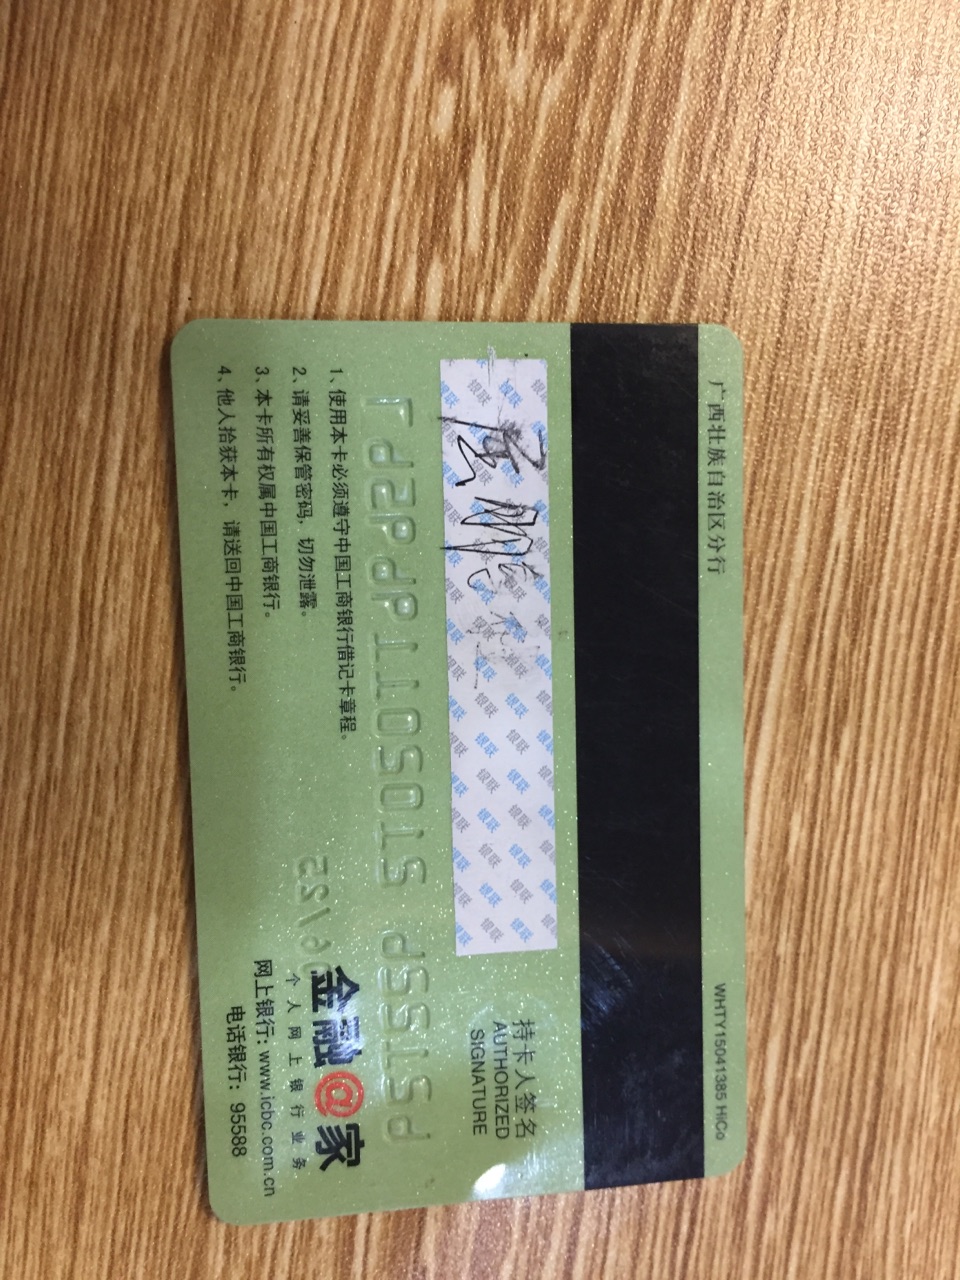 广西壮族自治区分行
WHTY15041385 HiCo
持卡人签名
AUTHORIZED
SIGNATURE
银联
1、使用本卡必须遵守中国工商银行借记卡章程。
2、请妥善保管密码，切勿泄露。
3、本卡所有权属中国工商银行。
4、他人拾获本卡，请送回中国工商银行。
金融@家
个人网上银行业务
网上银行：www.icbc.com.cn
电话银行：95588